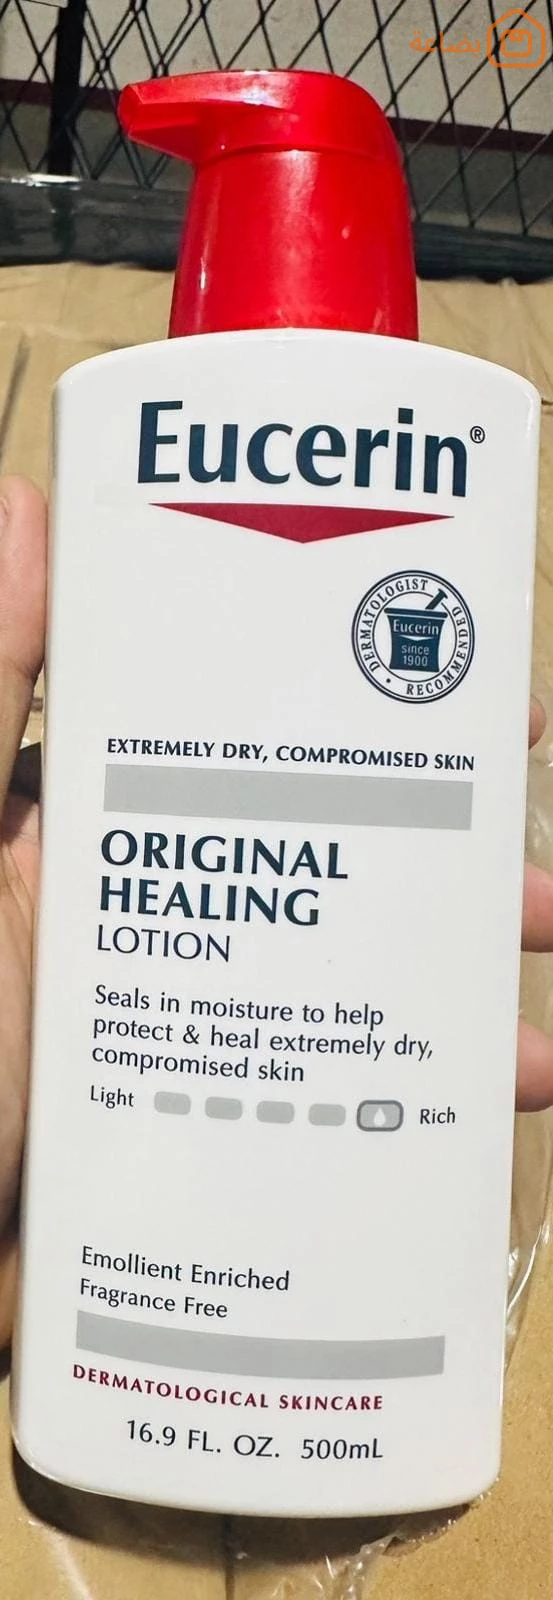 بضاعة
Eucerin®
DERMATOLOGIST RECOMMENDED
Eucerin
since
1900
EXTREMELY DRY, COMPROMISED SKIN
ORIGINAL
HEALING
LOTION
Seals in moisture to help
protect & heal extremely dry,
compromised skin
Light Rich
Emollient Enriched
Fragrance Free
DERMATOLOGICAL SKINCARE
16.9 FL. OZ. 500mL